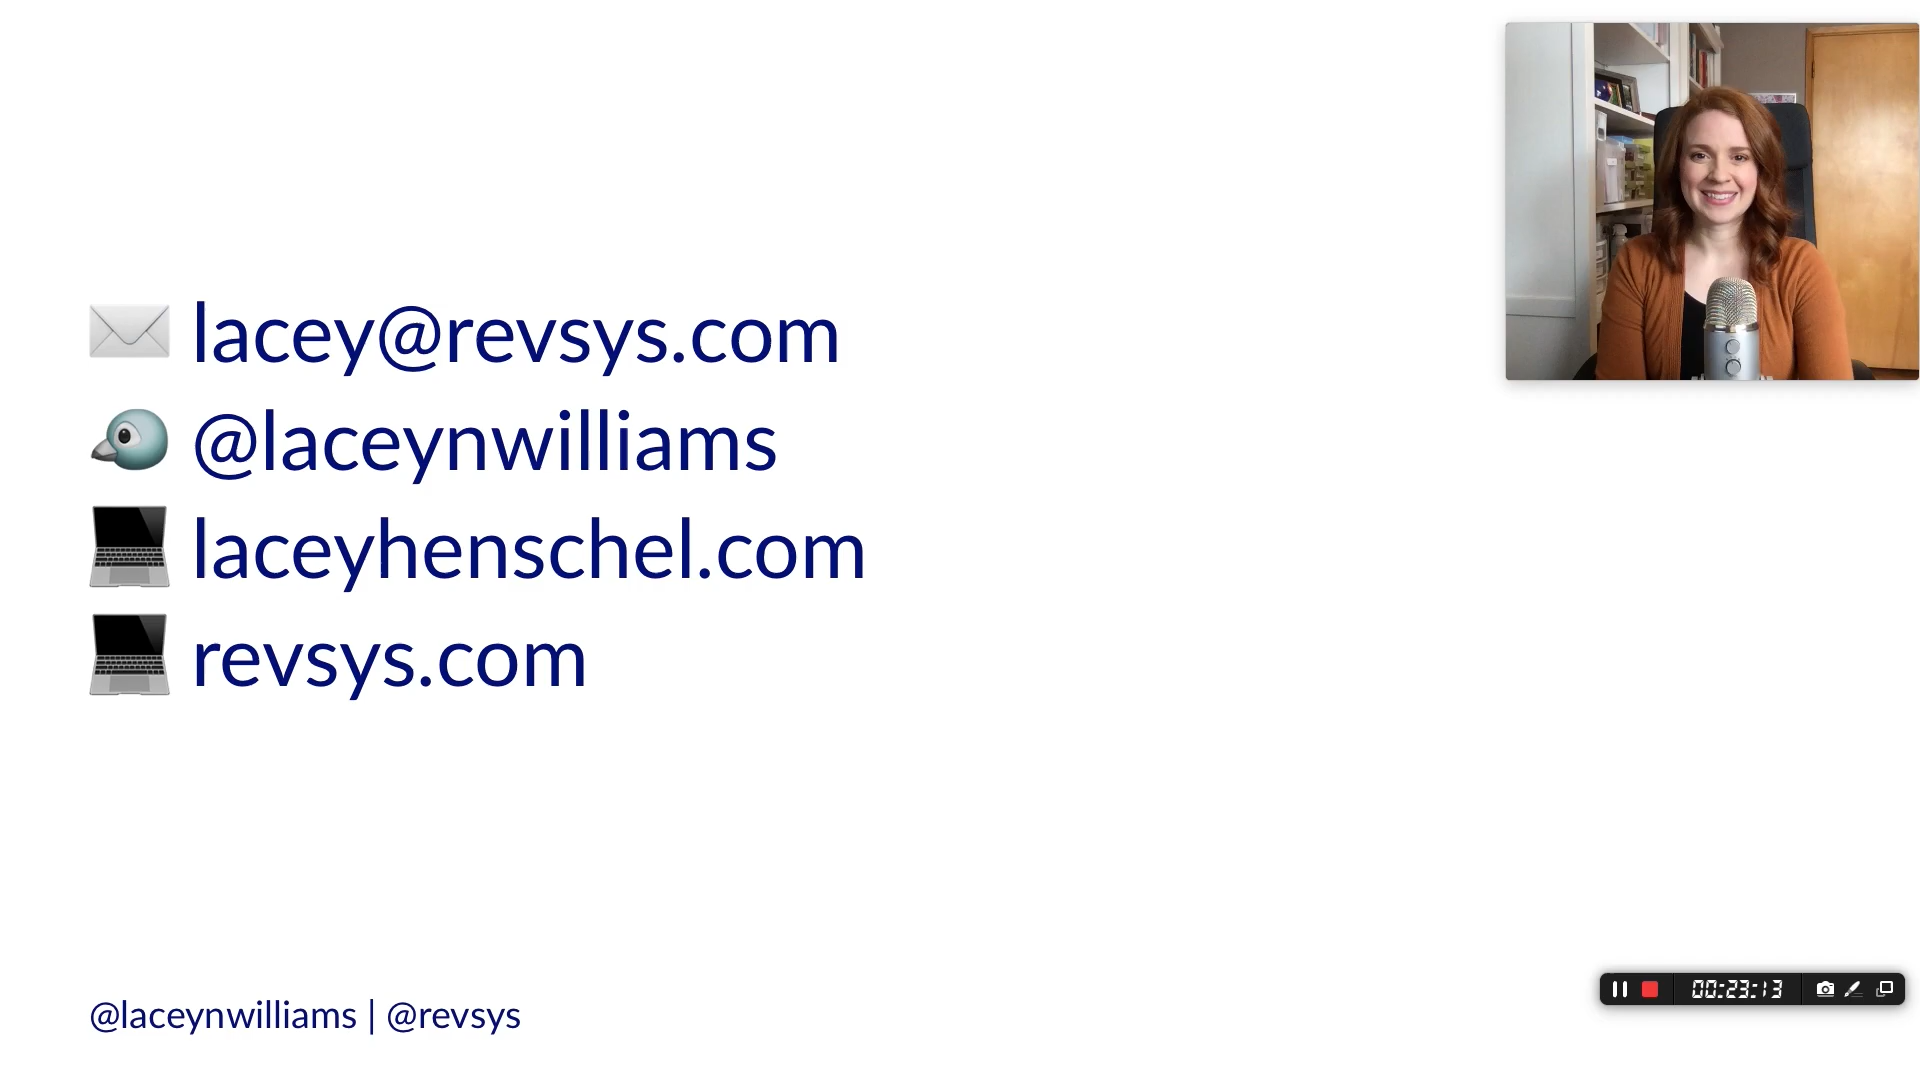 lacey@revsys.com
@laceynwilliams
laceyhenschel.com
revsys.com
@laceynwilliams | @revsys
00:23:13